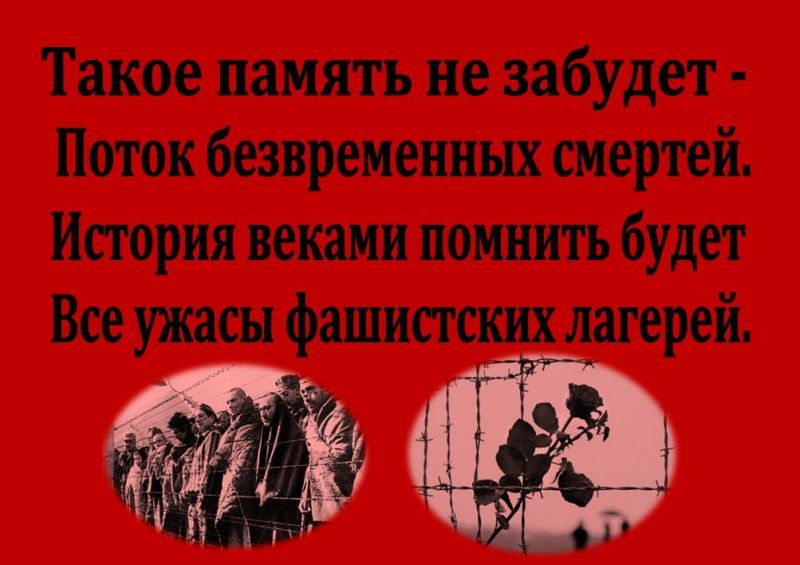 Такое память не забудет -
Поток безвременных смертей.
История веками помнить будет
Все ужасы фашистских лагерей.